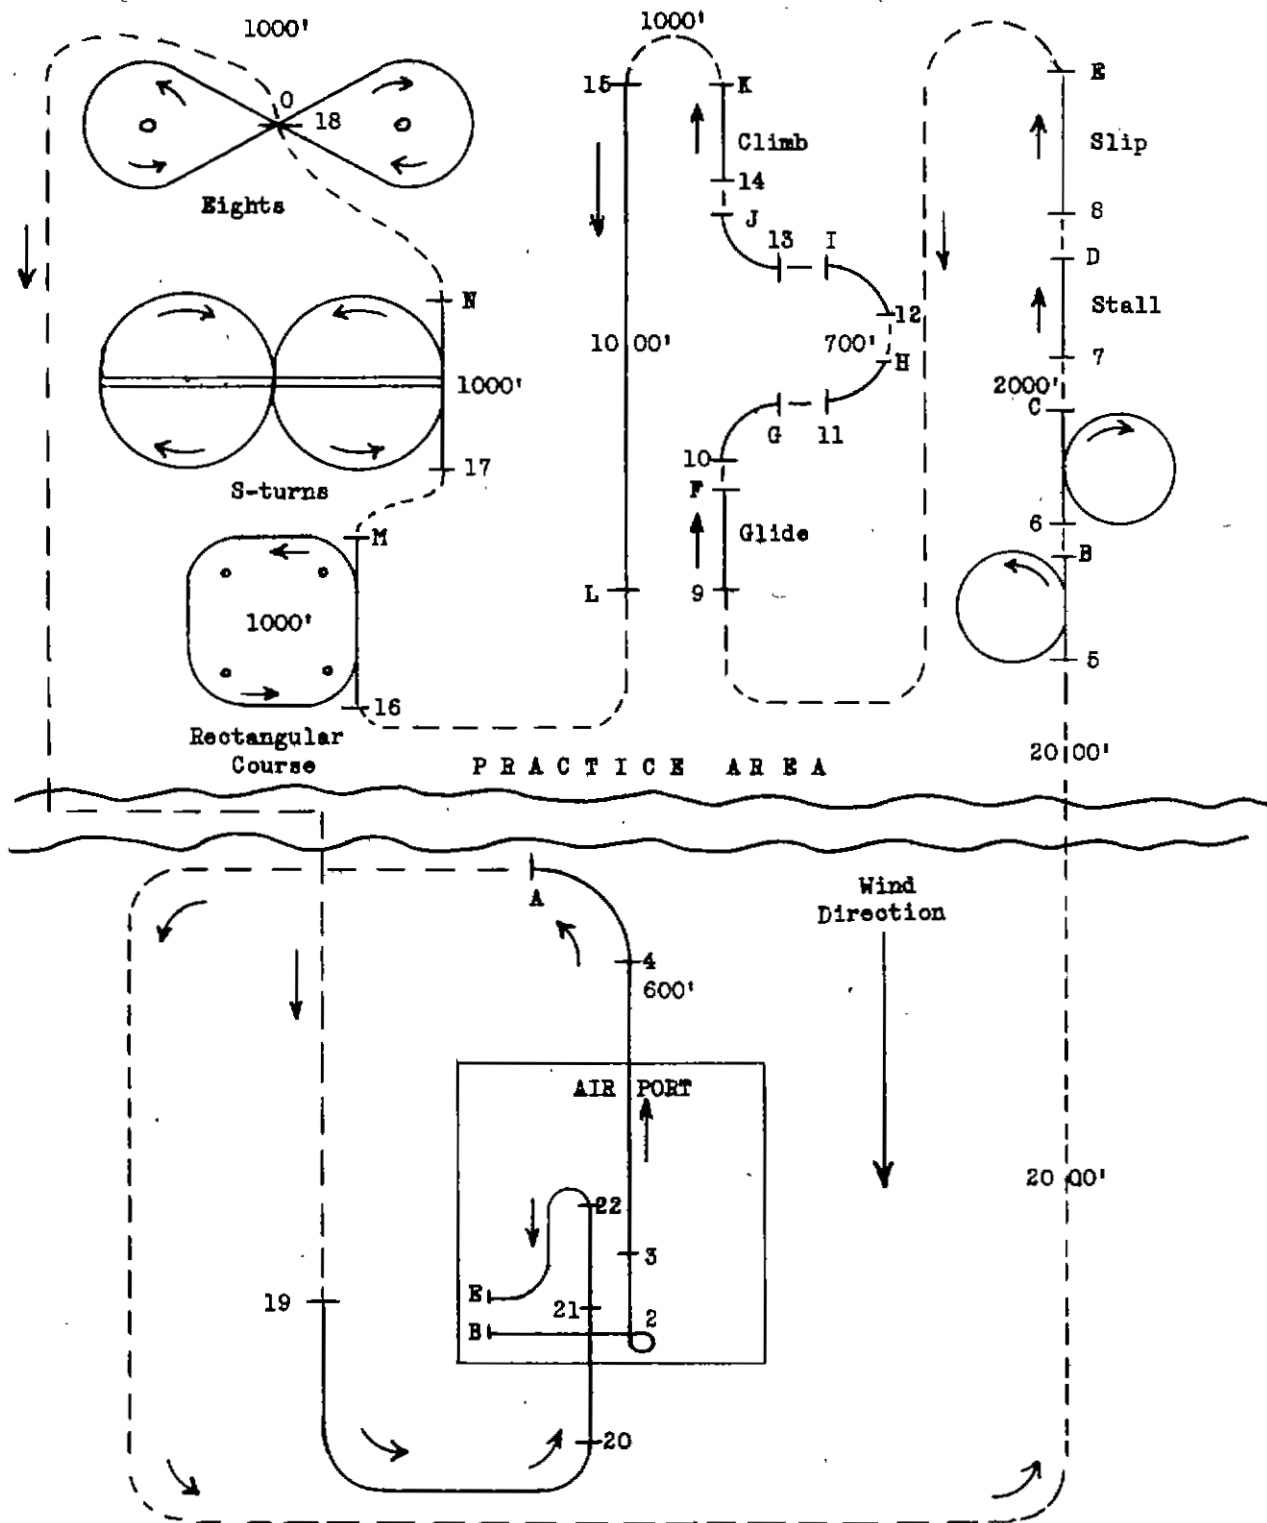 1000'
1000'
15
K
E
O
18
Climb
Slip
14
8
J
Eights
13
I
D
N
12
Stall
10 00'
700'
H
7
1000'
2000'
C
G
11
17
10
S-turns
F
6
M
Glide
B
L
9
1000'
5
16
Rectangular
Course
PRACTICE AREA
20 00'
A
Wind
Direction
4
600'
AIR PORT
20 00'
22
3
E
19
21
2
B
20